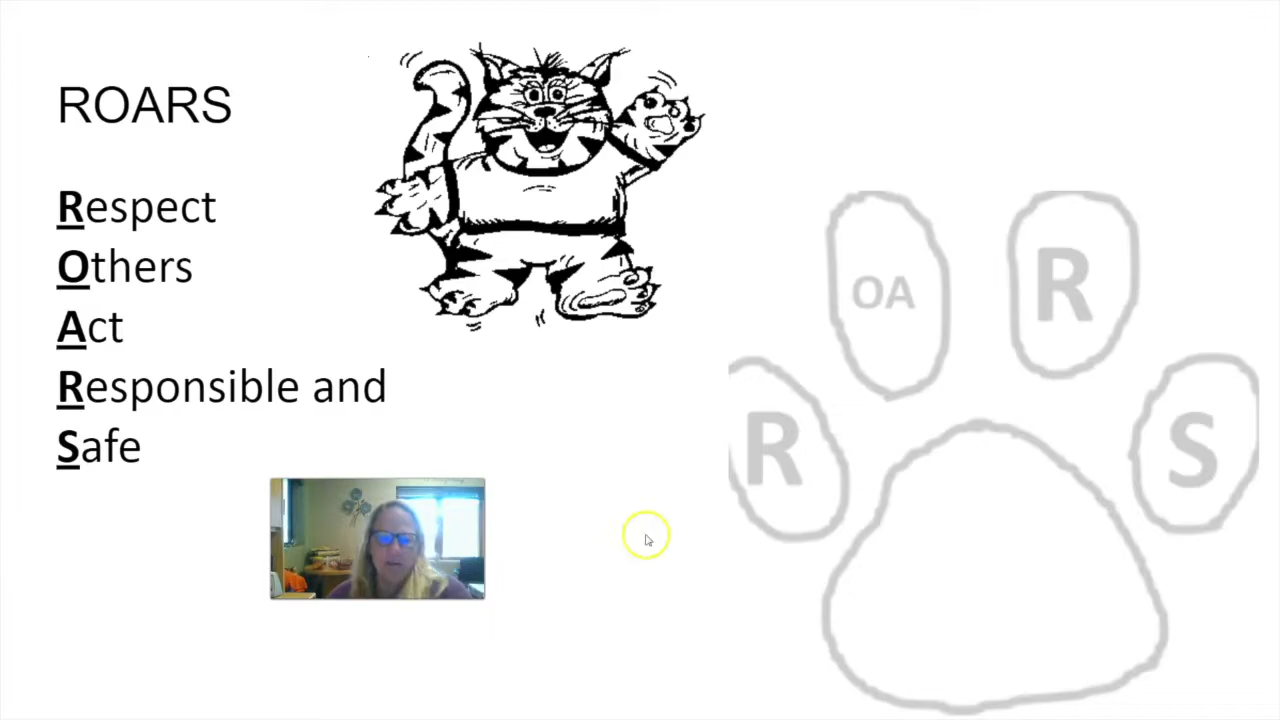 ROARS
Respect
Others
Act
Responsible and
Safe
R
OA
R
S